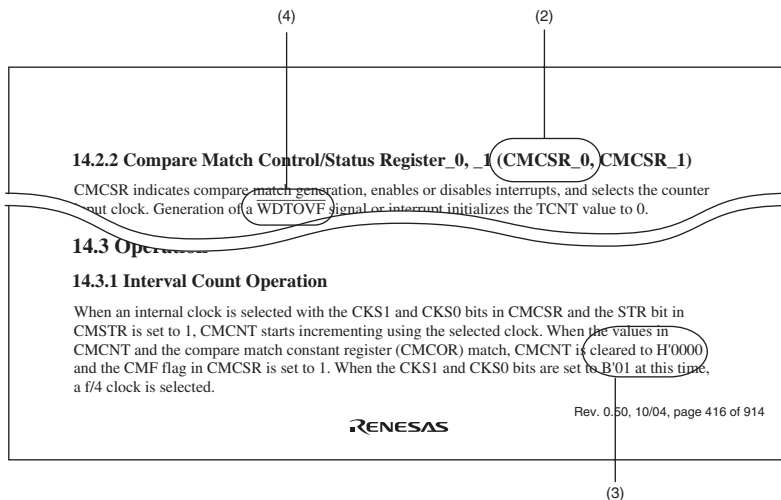 (4) (2)
14.2.2 Compare Match Control/Status Register_0, _1 (CMCSR_0, CMCSR_1)
CMCSR indicates compare match generation, enables or disables interrupts, and selects the counter
input clock. Generation of a WDTOVF signal or interrupt initializes the TCNT value to 0.
14.3 Operation
14.3.1 Interval Count Operation
When an internal clock is selected with the CKS1 and CKS0 bits in CMCSR and the STR bit in
CMSTR is set to 1, CMCNT starts incrementing using the selected clock. When the values in
CMCNT and the compare match constant register (CMCOR) match, CMCNT is cleared to H'0000
and the CMF flag in CMCSR is set to 1. When the CKS1 and CKS0 bits are set to B'01 at this time,
a f/4 clock is selected.
Rev. 0.50, 10/04, page 416 of 914
RENESAS
(3)